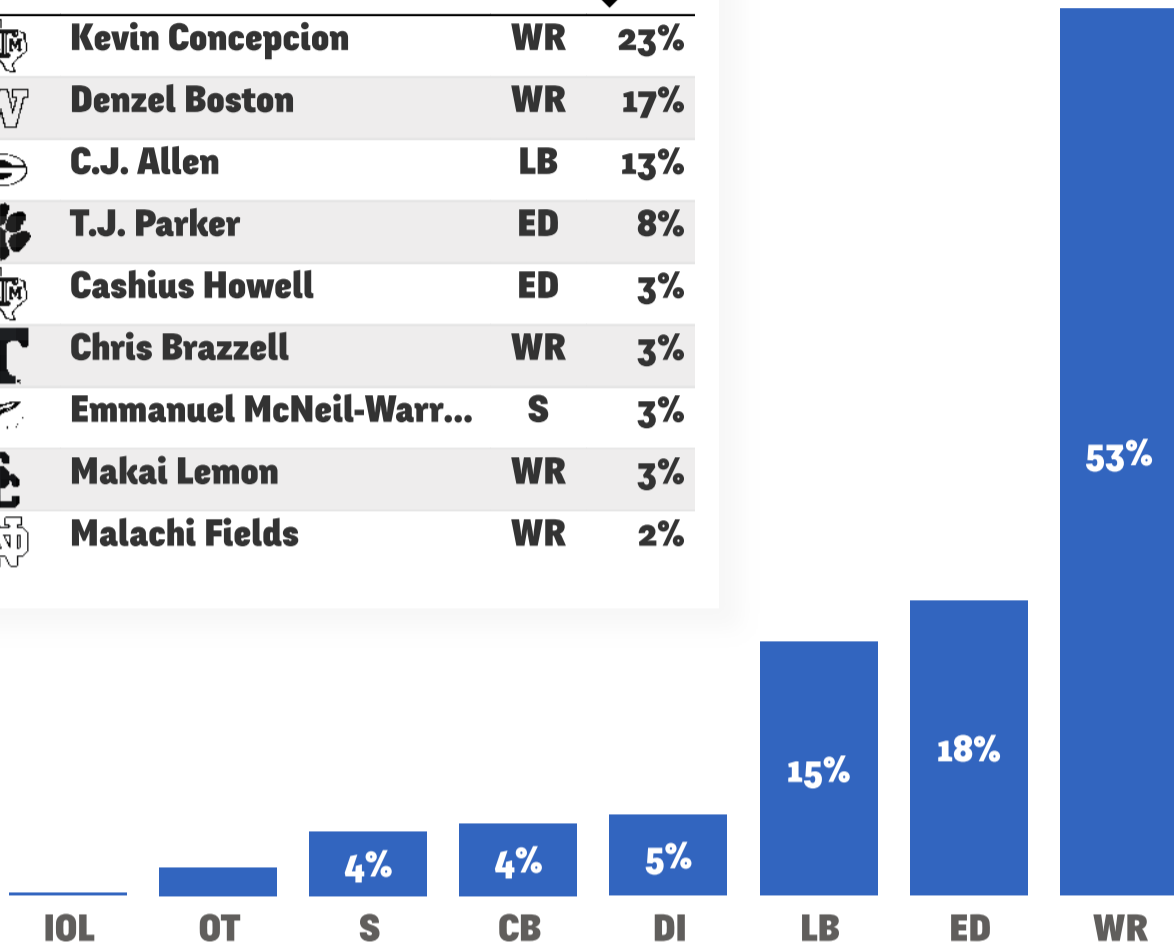 Kevin Concepcion WR 23%
Denzel Boston WR 17%
C.J. Allen LB 13%
T.J. Parker ED 8%
Cashius Howell ED 3%
Chris Brazzell WR 3%
Emmanuel McNeil-Warr... S 3%
Makai Lemon WR 3%
Malachi Fields WR 2%
53%
18%
15%
4% 4% 5%
IOL OT S CB DI LB ED WR